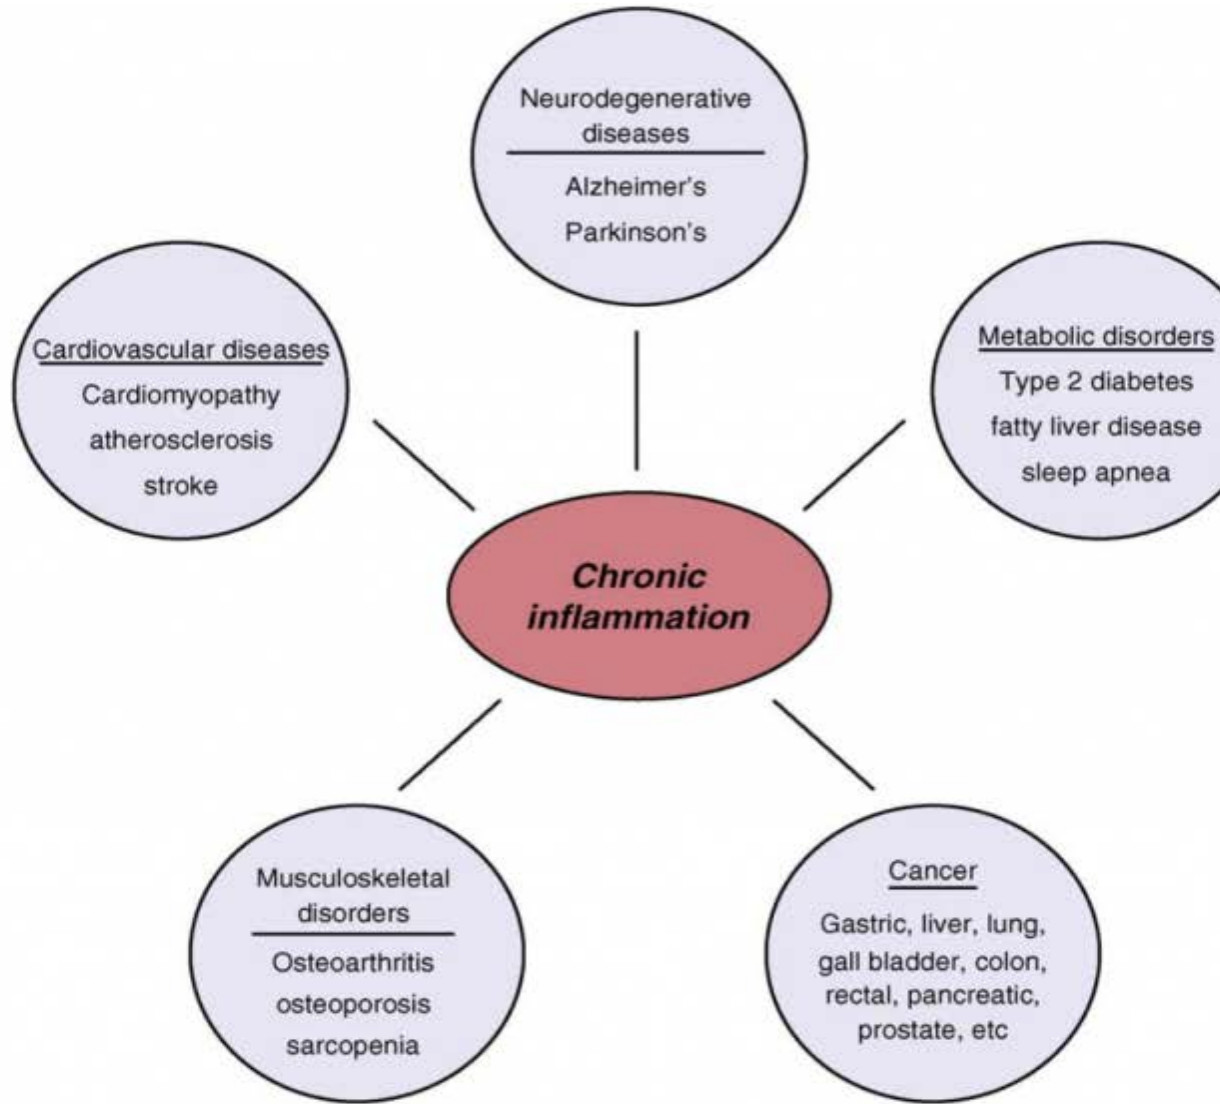 Neurodegenerative
diseases
Alzheimer's
Parkinson's
Cardiovascular diseases
Cardiomyopathy
atherosclerosis
stroke
Metabolic disorders
Type 2 diabetes
fatty liver disease
sleep apnea
Chronic
inflammation
Musculoskeletal
disorders
Osteoarthritis
osteoporosis
sarcopenia
Cancer
Gastric, liver, lung,
gall bladder, colon,
rectal, pancreatic,
prostate, etc